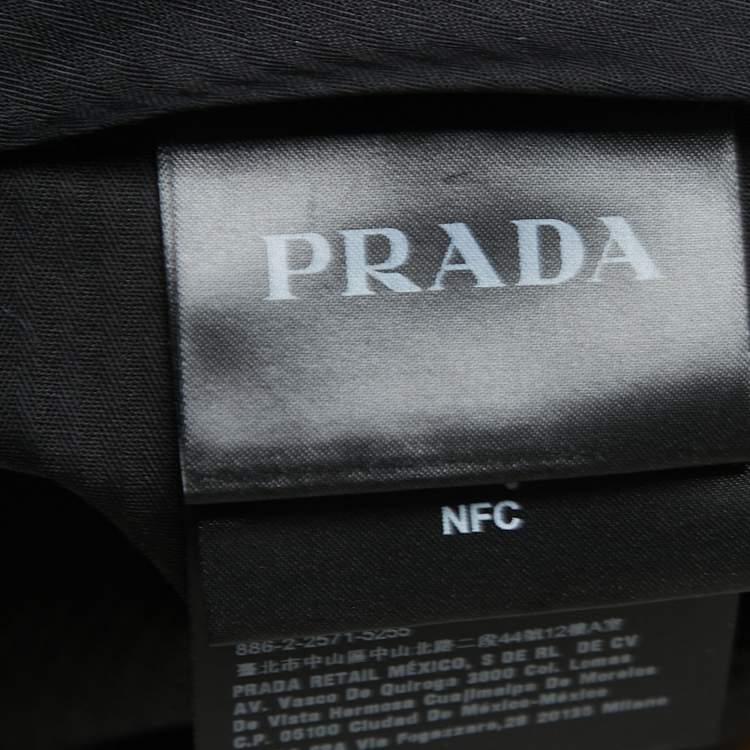 PRADA
NFC
886-2-2571-5255
臺北市中山區中山北路二段44號12樓A室
PRADA RETAIL MÉXICO, S DE RL DE CV
AV. Vasco De Quiroga 3800 Col. Lomas
De Vista Hermosa Cuajimalpa De Morelos
C.P. 05100 Ciudad De México-México
SPA Via Fogazzaro,28 20135 Milano